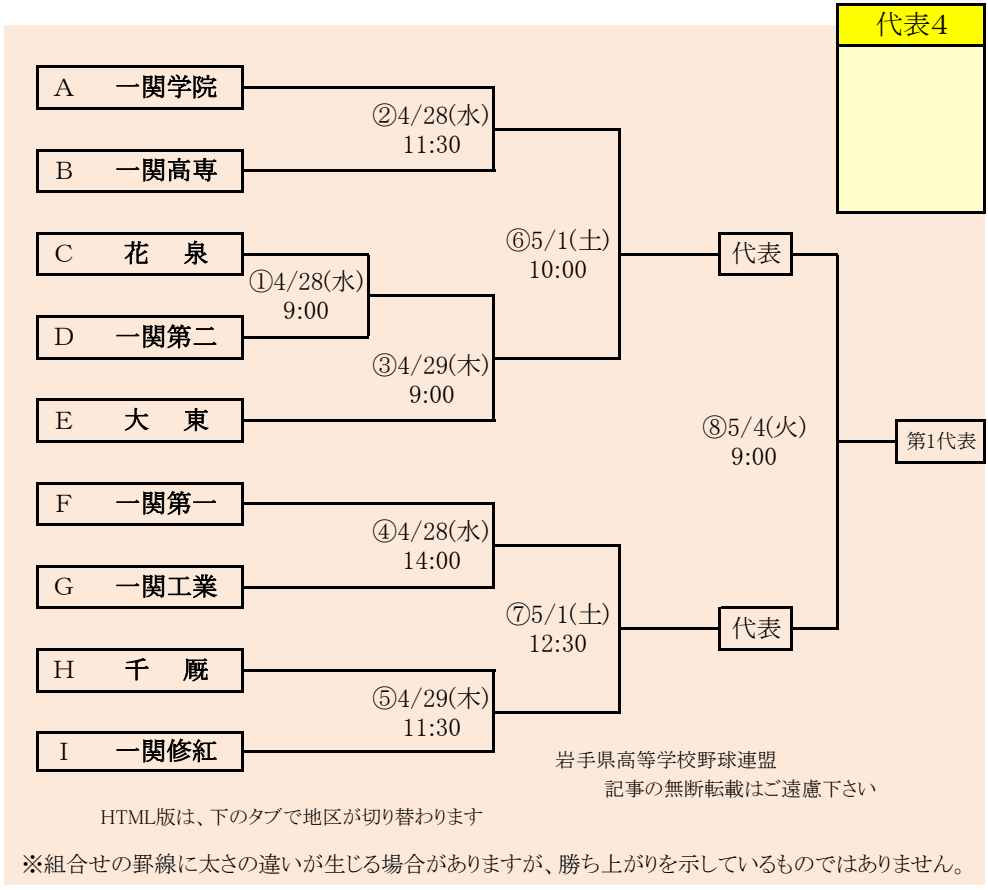 代表４
A 一関学院
②4/28(水)
11:30
B 一関高専
C 花 泉
①4/28(水)
9:00
D 一関第二
③4/29(木)
9:00
E 大 東
⑥5/1(土)
10:00
代表
⑧5/4(火)
9:00
第1代表
F 一関第一
④4/28(水)
14:00
G 一関工業
⑦5/1(土)
12:30
代表
H 千 厩
⑤4/29(木)
11:30
I 一関修紅
岩手県高等学校野球連盟
記事の無断転載はご遠慮下さい
HTML版は、下のタブで地区が切り替わります
※組合せの罫線に太さの違いが生じる場合がありますが、勝ち上がりを示しているものではありません。